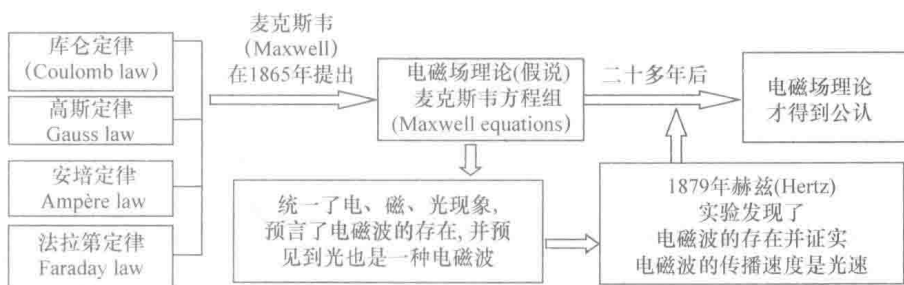 库仑定律
(Coulomb law)
高斯定律
Gauss law
安培定律
Ampère law
法拉第定律
Faraday law
麦克斯韦
(Maxwell)
在1865年提出
电磁场理论(假说)
麦克斯韦方程组
(Maxwell equations)
二十多年后
电磁场理论
才得到公认
统一了电、磁、光现象,
预言了电磁波的存在,并预
见到光也是一种电磁波
1879年赫兹(Hertz)
实验发现了
电磁波的存在并证实
电磁波的传播速度是光速